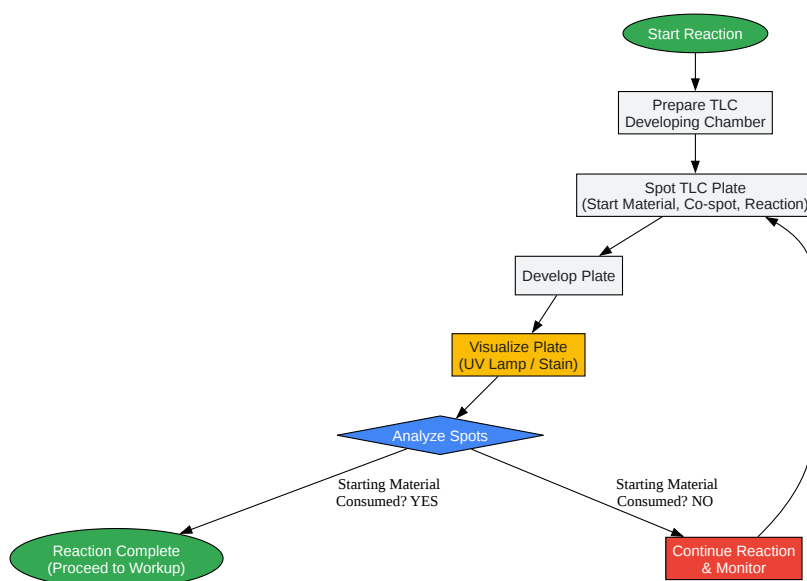 Start Reaction
Prepare TLC
Developing Chamber
Spot TLC Plate
(Start Material, Co-spot, Reaction)
Develop Plate
Visualize Plate
(UV Lamp / Stain)
Analyze Spots
Starting Material
Consumed? YES
Starting Material
Consumed? NO
Reaction Complete
(Proceed to Workup)
Continue Reaction
& Monitor